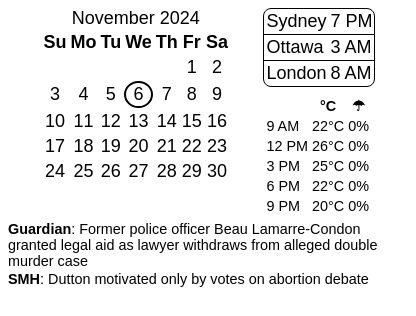 November 2024
Su Mo Tu We Th Fr Sa
1 2
3 4 5 6 7 8 9
10 11 12 13 14 15 16
17 18 19 20 21 22 23
24 25 26 27 28 29 30
Sydney 7 PM
Ottawa 3 AM
London 8 AM
°C ☂
9 AM 22°C 0%
12 PM 26°C 0%
3 PM 25°C 0%
6 PM 22°C 0%
9 PM 20°C 0%
Guardian: Former police officer Beau Lamarre-Condon
granted legal aid as lawyer withdraws from alleged double
murder case
SMH: Dutton motivated only by votes on abortion debate